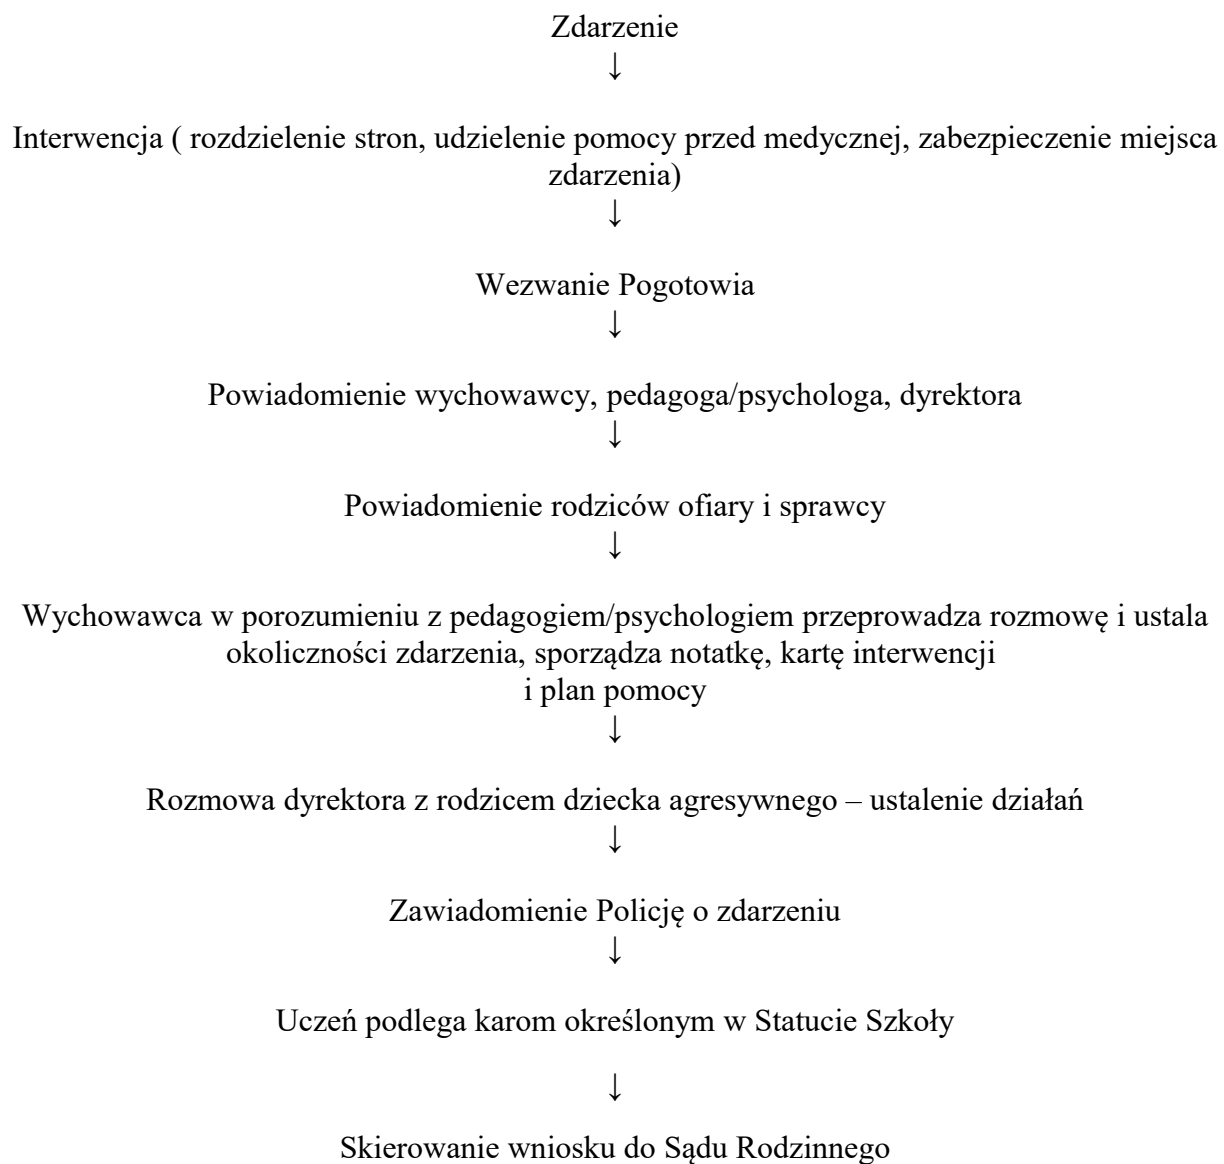 Zdarzenie
↓
Interwencja ( rozdzielenie stron, udzielenie pomocy przed medycznej, zabezpieczenie miejsca
zdarzenia)
↓
Wezwanie Pogotowia
↓
Powiadomienie wychowawcy, pedagoga/psychologa, dyrektora
↓
Powiadomienie rodziców ofiary i sprawcy
↓
Wychowawca w porozumieniu z pedagogiem/psychologiem przeprowadza rozmowę i ustala
okoliczności zdarzenia, sporządza notatkę, kartę interwencji
i plan pomocy
↓
Rozmowa dyrektora z rodzicem dziecka agresywnego – ustalenie działań
↓
Zawiadomienie Policję o zdarzeniu
↓
Uczeń podlega karom określonym w Statucie Szkoły
↓
Skierowanie wniosku do Sądu Rodzinnego